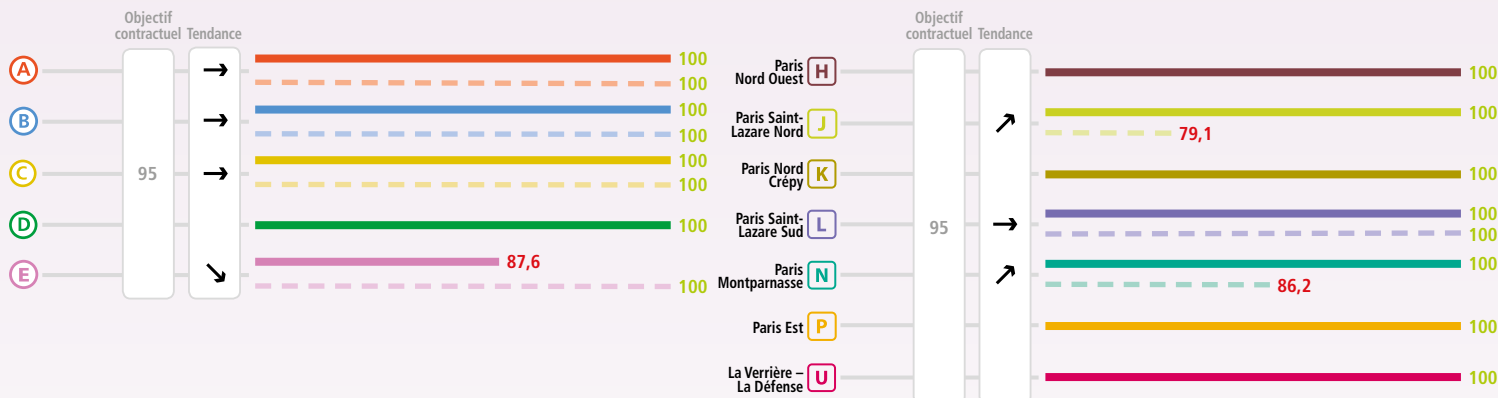 Objectif
contractuel Tendance
A
100
100
B
100
100
C
95
100
100
D
100
E
87,6
100
Objectif
contractuel Tendance
Paris
Nord Ouest
H
100
Paris Saint-
Lazare Nord
J
100
79,1
Paris Nord
Crépy
K
100
Paris Saint-
Lazare Sud
L
95
100
100
Paris
Montparnasse
N
100
86,2
Paris Est
P
100
La Verrière –
La Défense
U
100